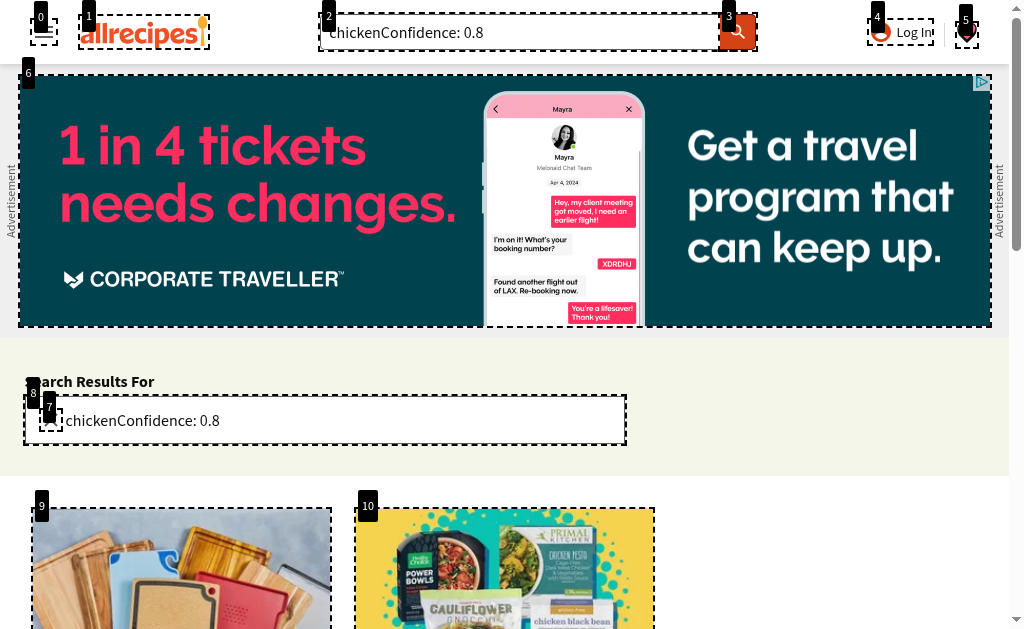 0
1
2
3
4
5
allrecipes
chickenConfidence: 0.8
Log In
6
Advertisement
1 in 4 tickets
needs changes.
CORPORATE TRAVELLER™
Mayra
Mayra
Melonaid Chat Team
Apr 4, 2024
Hey, my client meeting
got moved, I need an
earlier flight!
I'm on it! What's your
booking number?
XDRDHJ
Found another flight out
of LAX. Re-booking now.
You're a lifesaver!
Thank you!
Get a travel
program that
can keep up.
Advertisement
Search Results For
8
7
chickenConfidence: 0.8
9
10
Healthy Choice
POWER
BOWLS
PRIMAL
KITCHEN
CHICKEN PESTO
CAULIFLOWER
GNOCCHI
chicken black bean